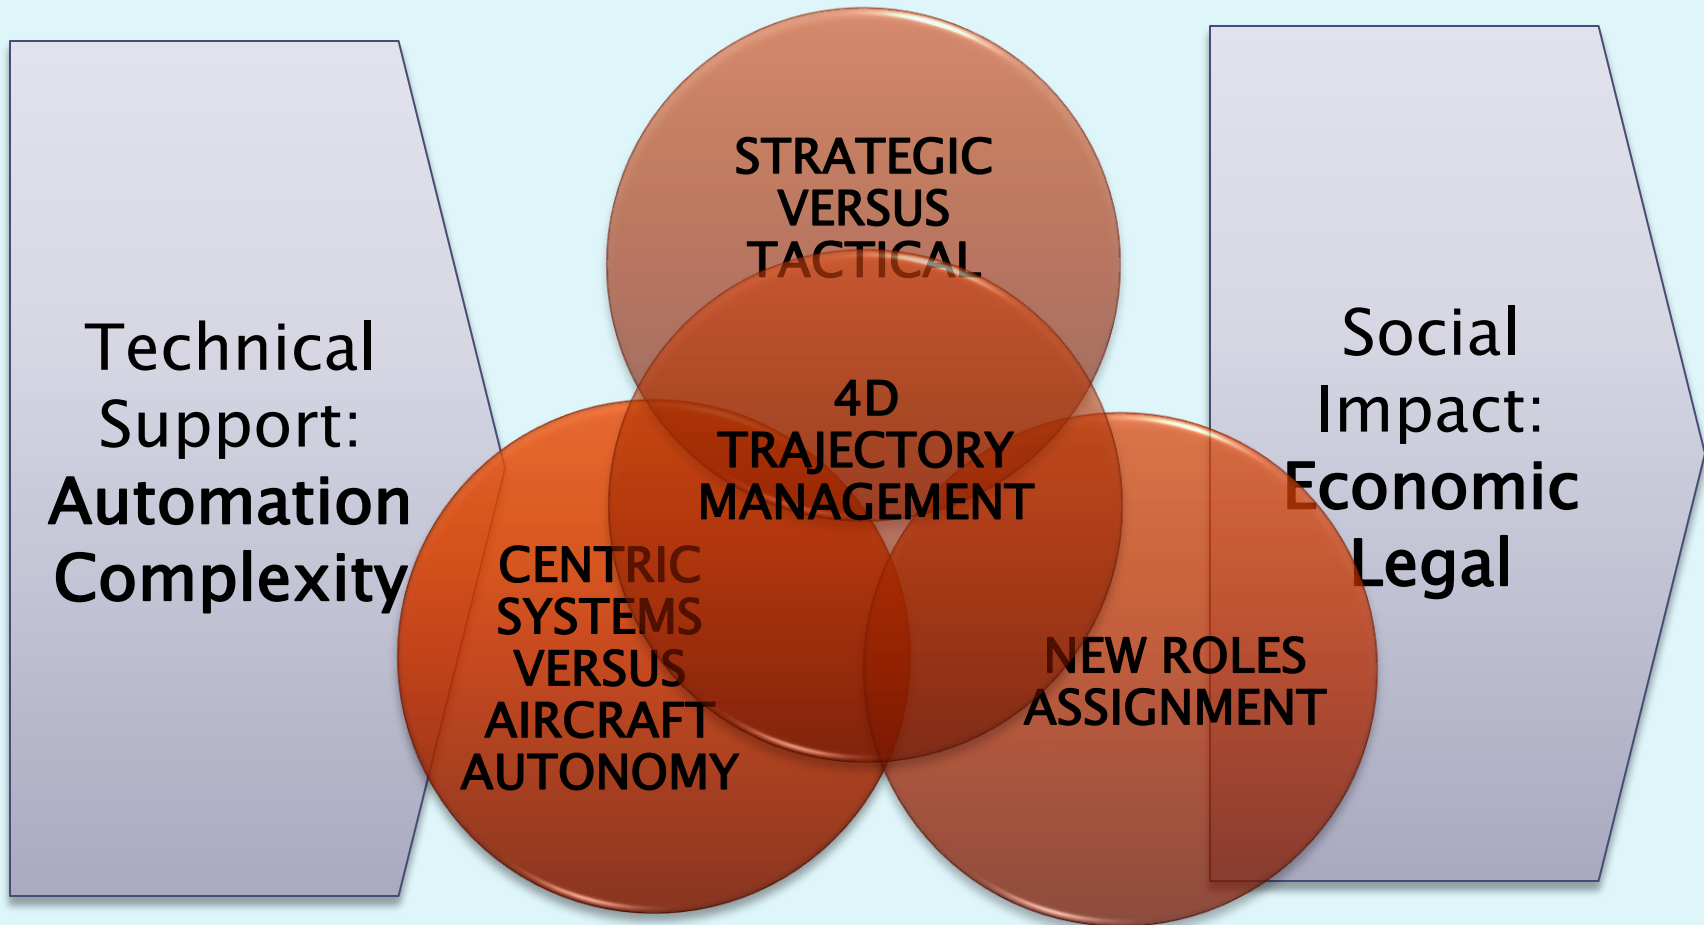 Technical
Support:
Automation
Complexity
STRATEGIC
VERSUS
TACTICAL
4D
TRAJECTORY
MANAGEMENT
CENTRIC
SYSTEMS
VERSUS
AIRCRAFT
AUTONOMY
NEW ROLES
ASSIGNMENT
Social
Impact:
Economic
Legal